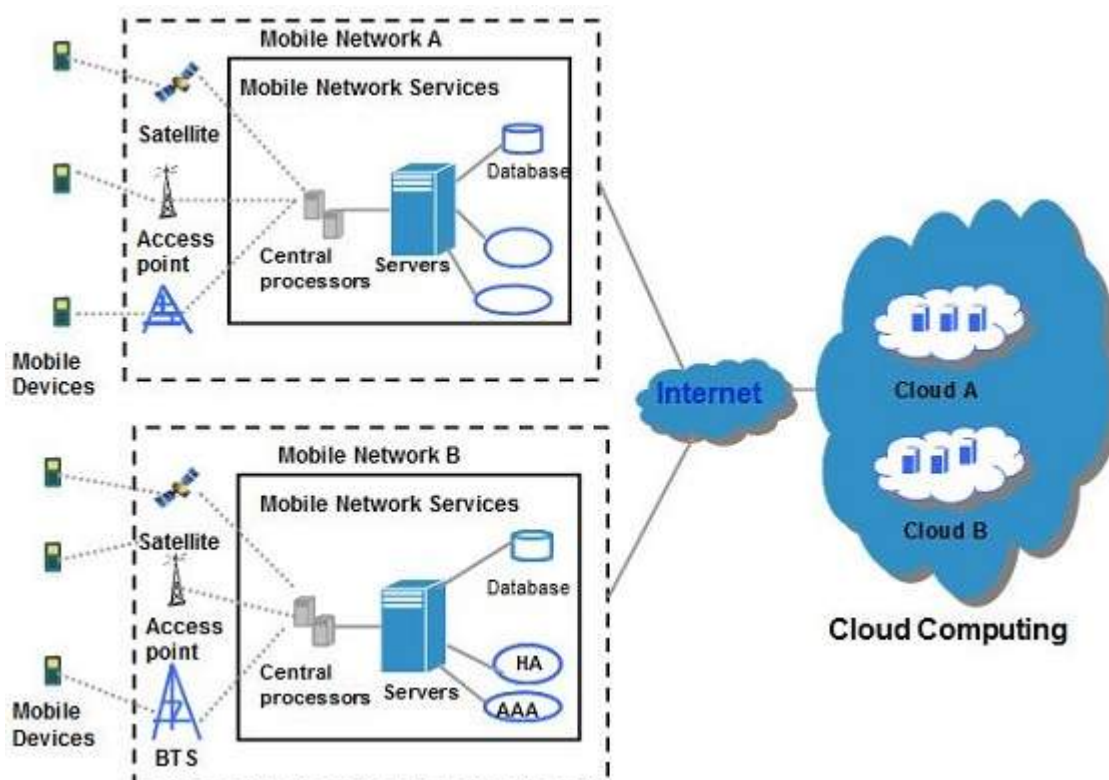 Mobile Network A
Mobile Network Services
Satellite
Database
Access
point
Central
processors
Servers
Mobile
Devices
Internet
Cloud A
Cloud B
Cloud Computing
Mobile Network B
Mobile Network Services
Satellite
Database
Access
point
HA
Central
processors
Servers
AAA
Mobile
Devices
BTS